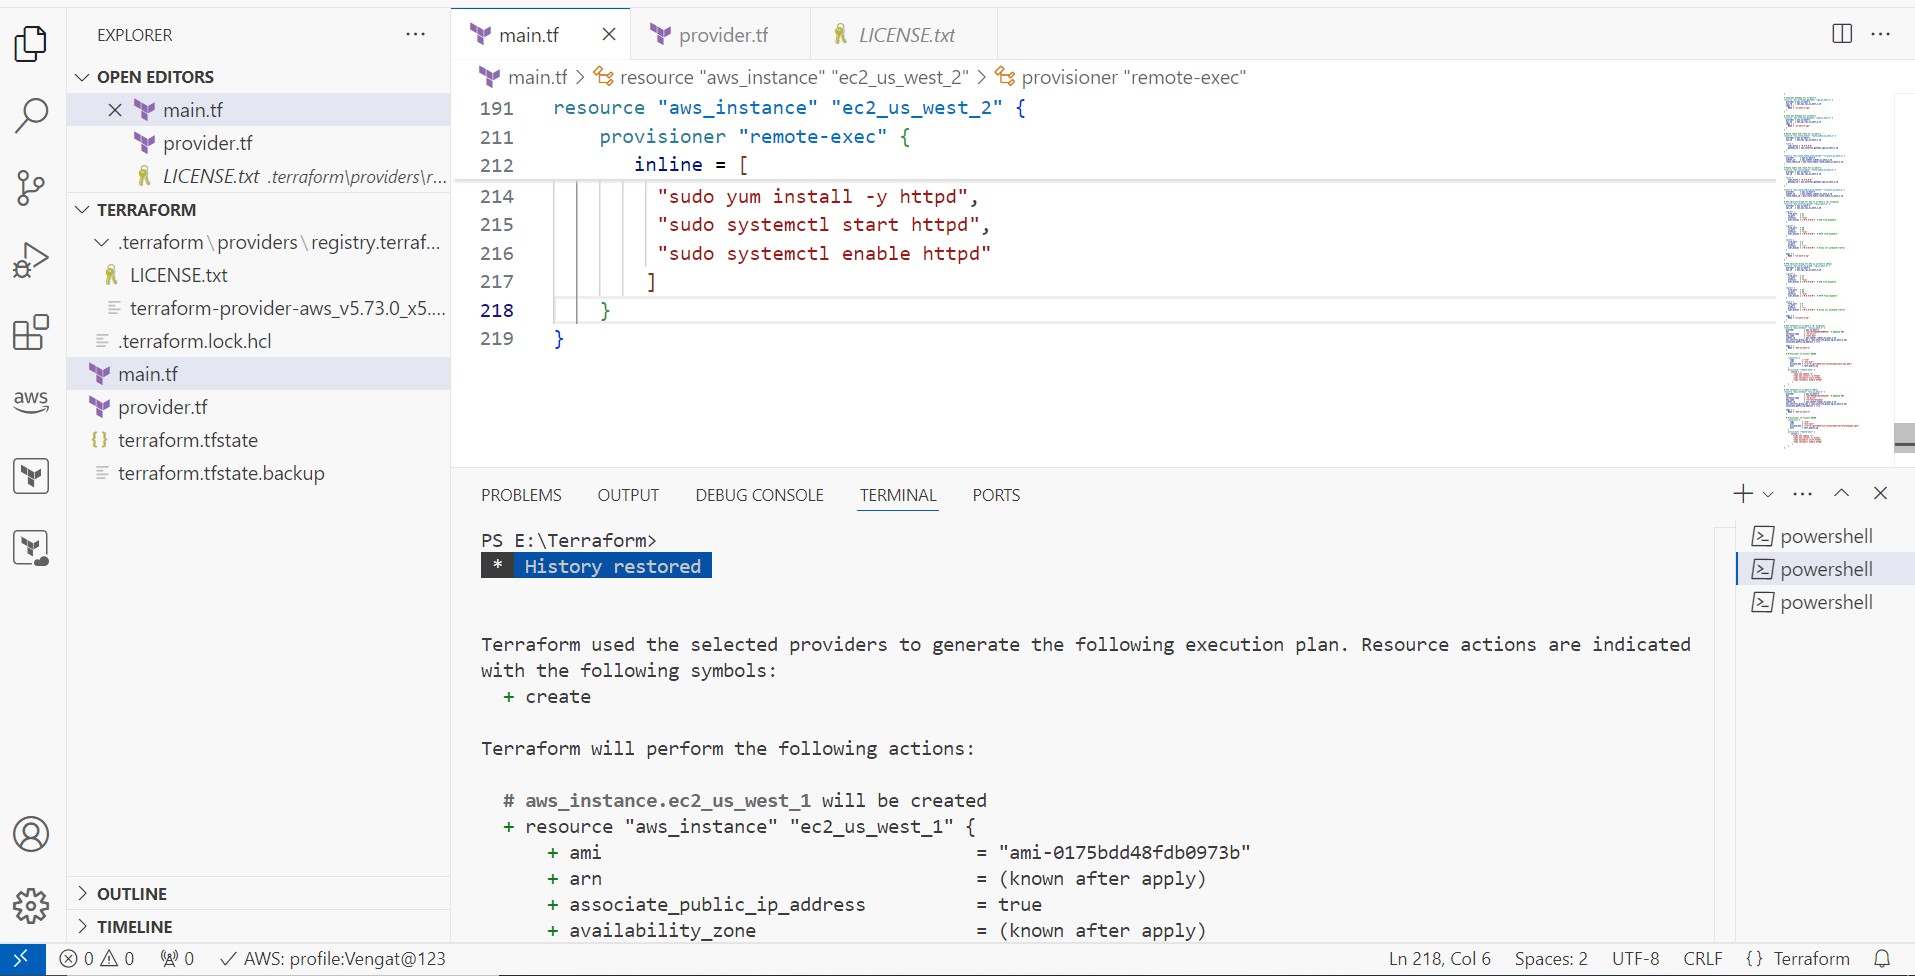 EXPLORER
OPEN EDITORS
main.tf
provider.tf
LICENSE.txt .terraform\providers\r...
TERRAFORM
.terraform\providers\registry.terraf...
LICENSE.txt
terraform-provider-aws_v5.73.0_x5....
.terraform.lock.hcl
main.tf
provider.tf
terraform.tfstate
terraform.tfstate.backup
OUTLINE
TIMELINE
aws
main.tf
provider.tf
LICENSE.txt
main.tf > resource "aws_instance" "ec2_us_west_2" > provisioner "remote-exec"
191 resource "aws_instance" "ec2_us_west_2" {
211 provisioner "remote-exec" {
212 inline = [
214 "sudo yum install -y httpd",
215 "sudo systemctl start httpd",
216 "sudo systemctl enable httpd"
217 ]
218 }
219 }
PROBLEMS OUTPUT DEBUG CONSOLE TERMINAL PORTS
PS E:\Terraform>
* History restored
Terraform used the selected providers to generate the following execution plan. Resource actions are indicated
with the following symbols:
+ create
Terraform will perform the following actions:
# aws_instance.ec2_us_west_1 will be created
+ resource "aws_instance" "ec2_us_west_1" {
+ ami = "ami-0175bdd48fdb0973b"
+ arn = (known after apply)
+ associate_public_ip_address = true
+ availability_zone = (known after apply)
powershell
powershell
powershell
0 0 0 AWS: profile:Vengat@123
Ln 218, Col 6 Spaces: 2 UTF-8 CRLF {} Terraform